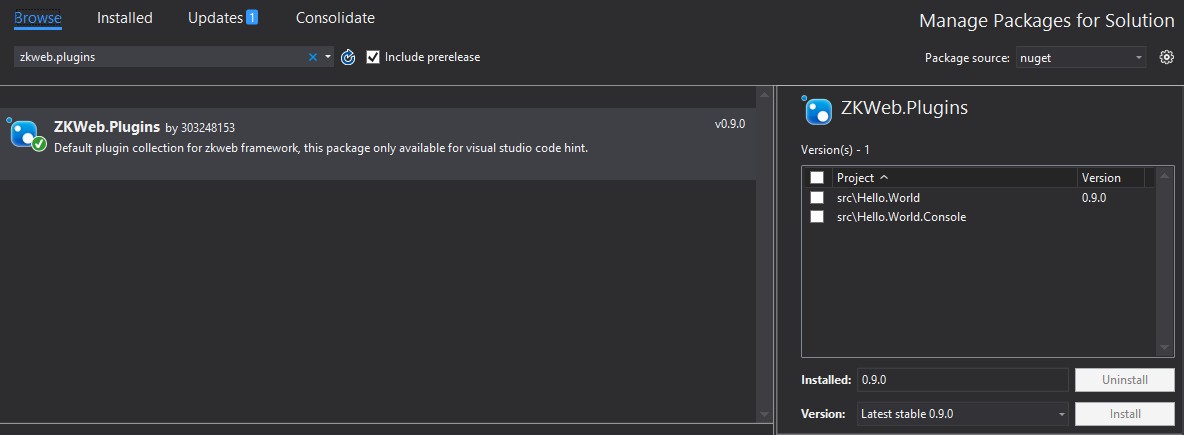 Browse Installed Updates 1 Consolidate Manage Packages for Solution
zkweb.plugins Include prerelease Package source: nuget
ZKWeb.Plugins by 303248153 v0.9.0
Default plugin collection for zkweb framework, this package only available for visual studio code hint.
ZKWeb.Plugins
Version(s) - 1
Project Version
src\Hello.World 0.9.0
src\Hello.World.Console
Installed: 0.9.0 Uninstall
Version: Latest stable 0.9.0 Install